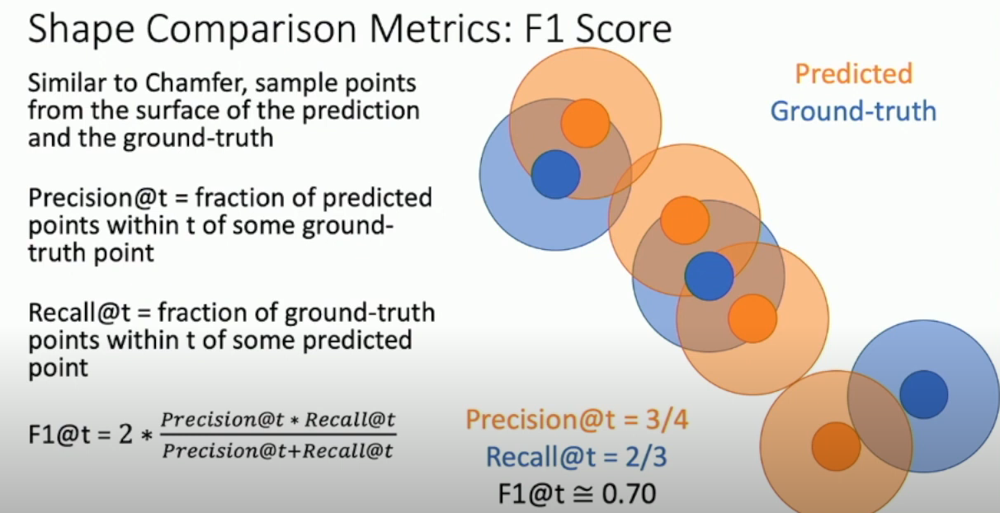 Shape Comparison Metrics: F1 Score
Similar to Chamfer, sample points
from the surface of the prediction
and the ground-truth
Precision@t = fraction of predicted
points within t of some ground-
truth point
Recall@t = fraction of ground-truth
points within t of some predicted
point
F1@t = 2 * \frac{Precision@t * Recall@t}{Precision@t+Recall@t}
Predicted
Ground-truth
Precision@t = 3/4
Recall@t = 2/3
F1@t ≅ 0.70